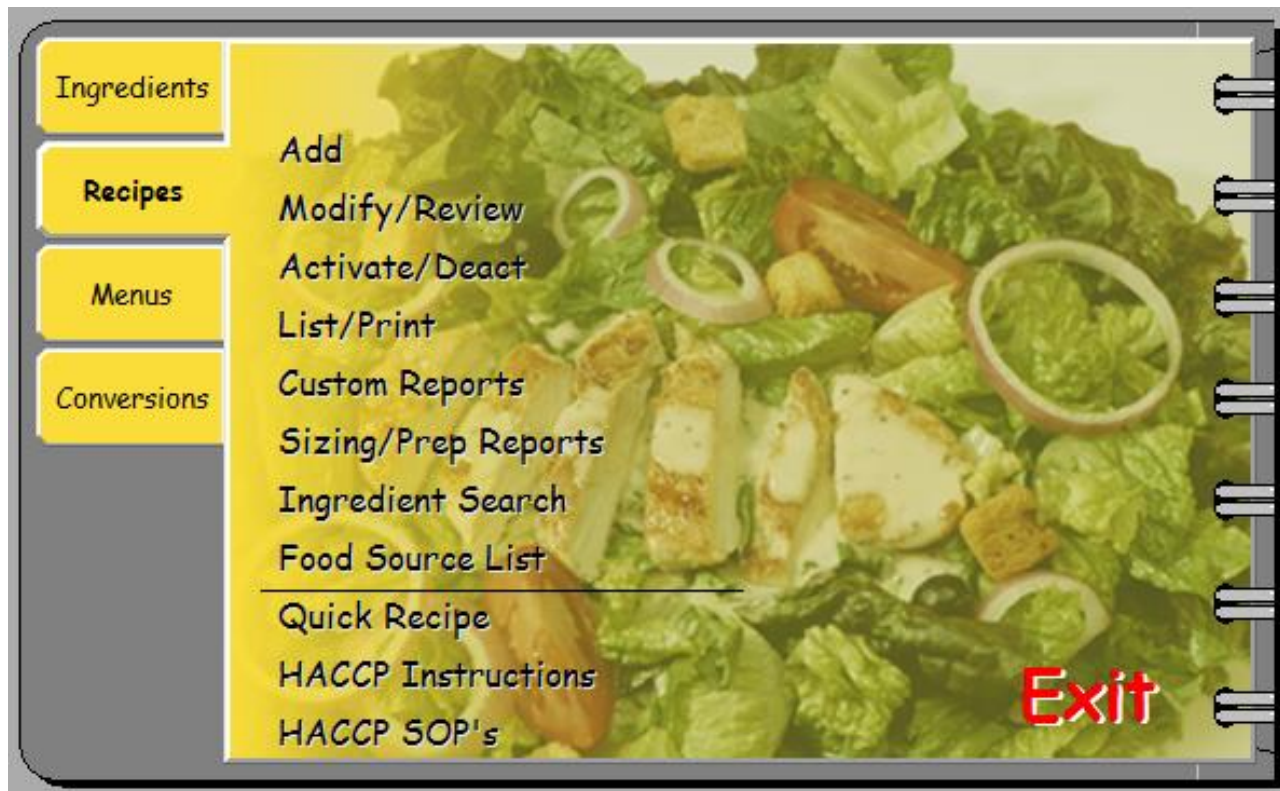 Ingredients
Recipes
Menus
Conversions
Add
Modify/Review
Activate/Deact
List/Print
Custom Reports
Sizing/Prep Reports
Ingredient Search
Food Source List
Quick Recipe
HACCP Instructions
HACCP SOP's
Exit